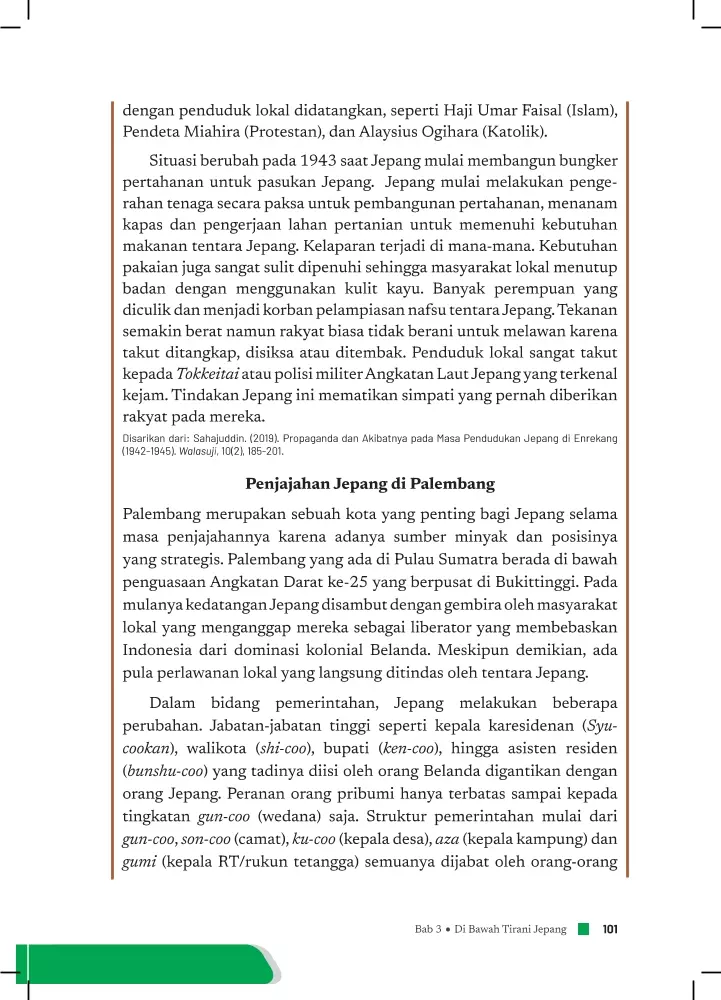 dengan penduduk lokal didatangkan, seperti Haji Umar Faisal (Islam),
Pendeta Miahira (Protestan), dan Alaysius Ogihara (Katolik).
Situasi berubah pada 1943 saat Jepang mulai membangun bungker
pertahanan untuk pasukan Jepang. Jepang mulai melakukan penge-
rahan tenaga secara paksa untuk pembangunan pertahanan, menanam
kapas dan pengerjaan lahan pertanian untuk memenuhi kebutuhan
makanan tentara Jepang. Kelaparan terjadi di mana-mana. Kebutuhan
pakaian juga sangat sulit dipenuhi sehingga masyarakat lokal menutup
badan dengan menggunakan kulit kayu. Banyak perempuan yang
diculik dan menjadi korban pelampiasan nafsu tentara Jepang. Tekanan
semakin berat namun rakyat biasa tidak berani untuk melawan karena
takut ditangkap, disiksa atau ditembak. Penduduk lokal sangat takut
kepada Tokkeitai atau polisi militer Angkatan Laut Jepang yang terkenal
kejam. Tindakan Jepang ini mematikan simpati yang pernah diberikan
rakyat pada mereka.
Disarikan dari: Sahajuddin. (2019). Propaganda dan Akibatnya pada Masa Pendudukan Jepang di Enrekang
(1942-1945). Walasuji, 10(2), 185–201.
Penjajahan Jepang di Palembang
Palembang merupakan sebuah kota yang penting bagi Jepang selama
masa penjajahannya karena adanya sumber minyak dan posisinya
yang strategis. Palembang yang ada di Pulau Sumatra berada di bawah
penguasaan Angkatan Darat ke-25 yang berpusat di Bukittinggi. Pada
mulanya kedatangan Jepang disambut dengan gembira oleh masyarakat
lokal yang menganggap mereka sebagai liberator yang membebaskan
Indonesia dari dominasi kolonial Belanda. Meskipun demikian, ada
pula perlawanan lokal yang langsung ditindas oleh tentara Jepang.
Dalam bidang pemerintahan, Jepang melakukan beberapa
perubahan. Jabatan-jabatan tinggi seperti kepala karesidenan (Syu-
cookan), walikota (shi-coo), bupati (ken-coo), hingga asisten residen
(bunshu-coo) yang tadinya diisi oleh orang Belanda digantikan dengan
orang Jepang. Peranan orang pribumi hanya terbatas sampai kepada
tingkatan gun-coo (wedana) saja. Struktur pemerintahan mulai dari
gun-coo, son-coo (camat), ku-coo (kepala desa), aza (kepala kampung) dan
gumi (kepala RT/rukun tetangga) semuanya dijabat oleh orang-orang
Bab 3 • Di Bawah Tirani Jepang 101